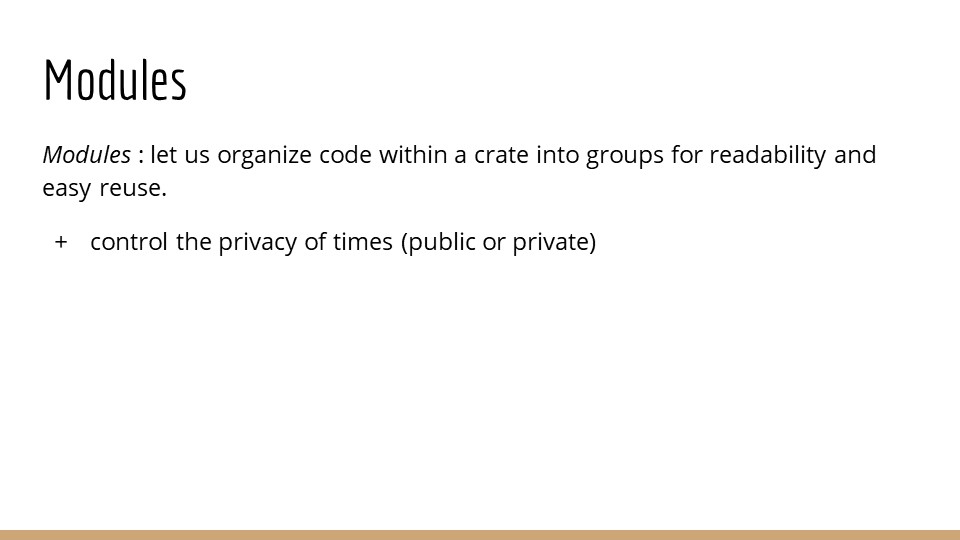 Modules
Modules : let us organize code within a crate into groups for readability and
easy reuse.
+ control the privacy of times (public or private)